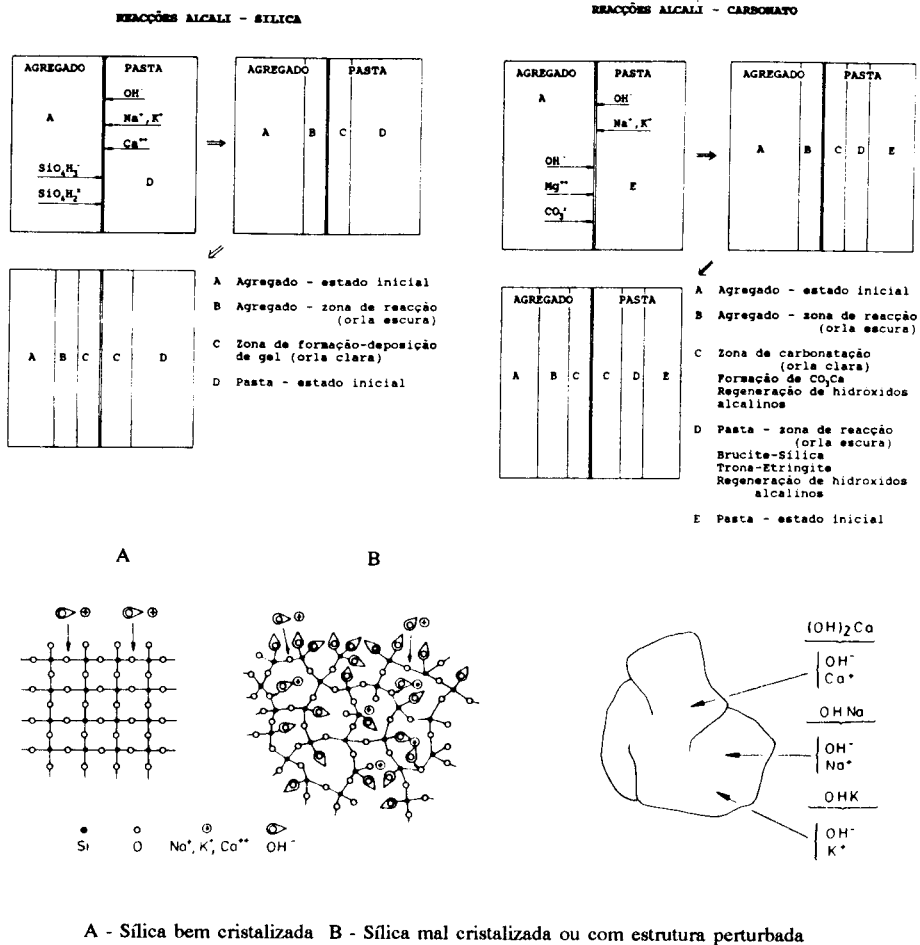 REACÇÕES ALCALI - SILICA
AGREGADO PASTA
OH⁻
A
Na⁺, K⁺
Ca⁺⁺
SiO₄H₃⁻
D
SiO₄H₂⁼
⇒
AGREGADO PASTA
A B C D
A B C C D
A Agregado - estado inicial
B Agregado - zona de reacção
(orla escura)
C Zona de formação-deposição
de gel (orla clara)
D Pasta - estado inicial
REACÇÕES ALCALI - CARBONATO
AGREGADO PASTA
A
OH⁻
Na⁺, K⁺
OH⁻
Mg⁺⁺
E
CO₃⁼
AGREGADO PASTA
A B C D E
AGREGADO PASTA
A B C C D E
A Agregado - estado inicial
B Agregado - zona de reacção
(orla escura)
C Zona de carbonatação
(orla clara)
Formação de CO₃Ca
Regeneração de hidróxidos
alcalinos
D Pasta - zona de reacção
(orla escura)
Brucite-Sílica
Trona-Etringite
Regeneração de hidroxidos
alcalinos
E Pasta - estado inicial
A B
Si O Na⁺, K⁺, Ca⁺⁺ OH⁻
(OH)₂Ca
OH⁻
Ca⁺
OHNa
OH⁻
Na⁺
OHK
OH⁻
K⁺
A - Sílica bem cristalizada B - Sílica mal cristalizada ou com estrutura perturbada